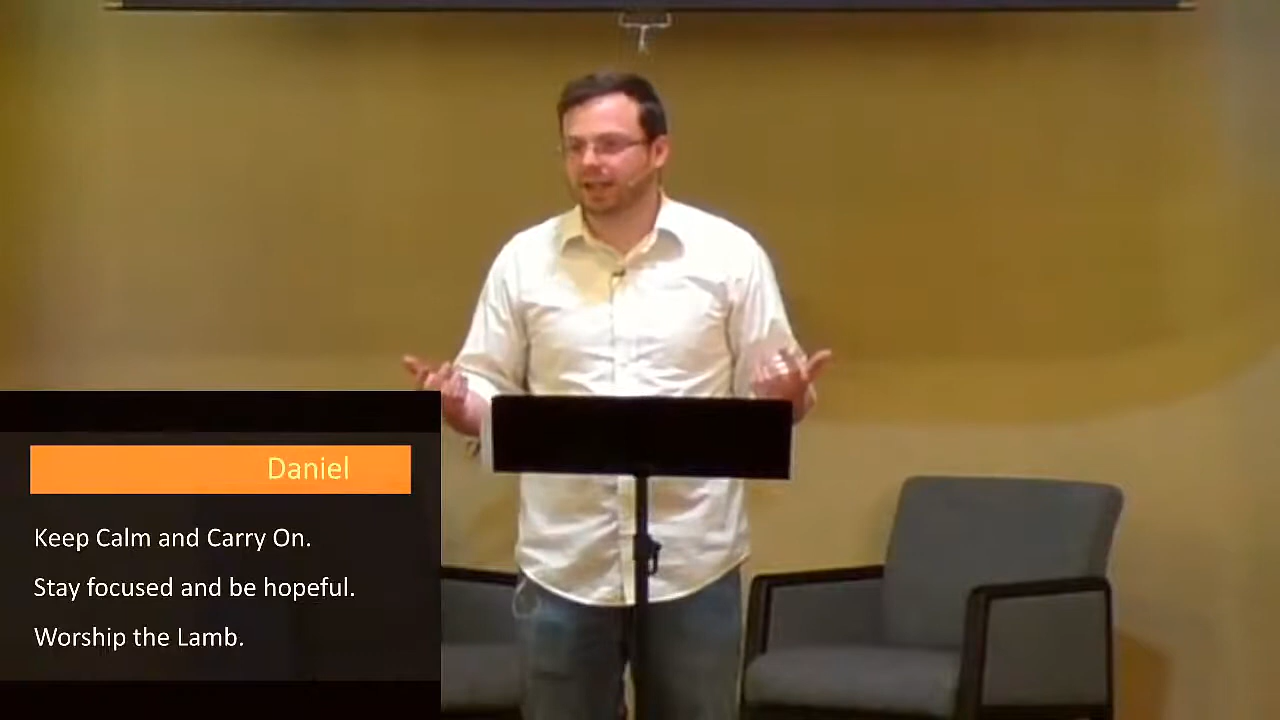 Daniel
Keep Calm and Carry On.
Stay focused and be hopeful.
Worship the Lamb.